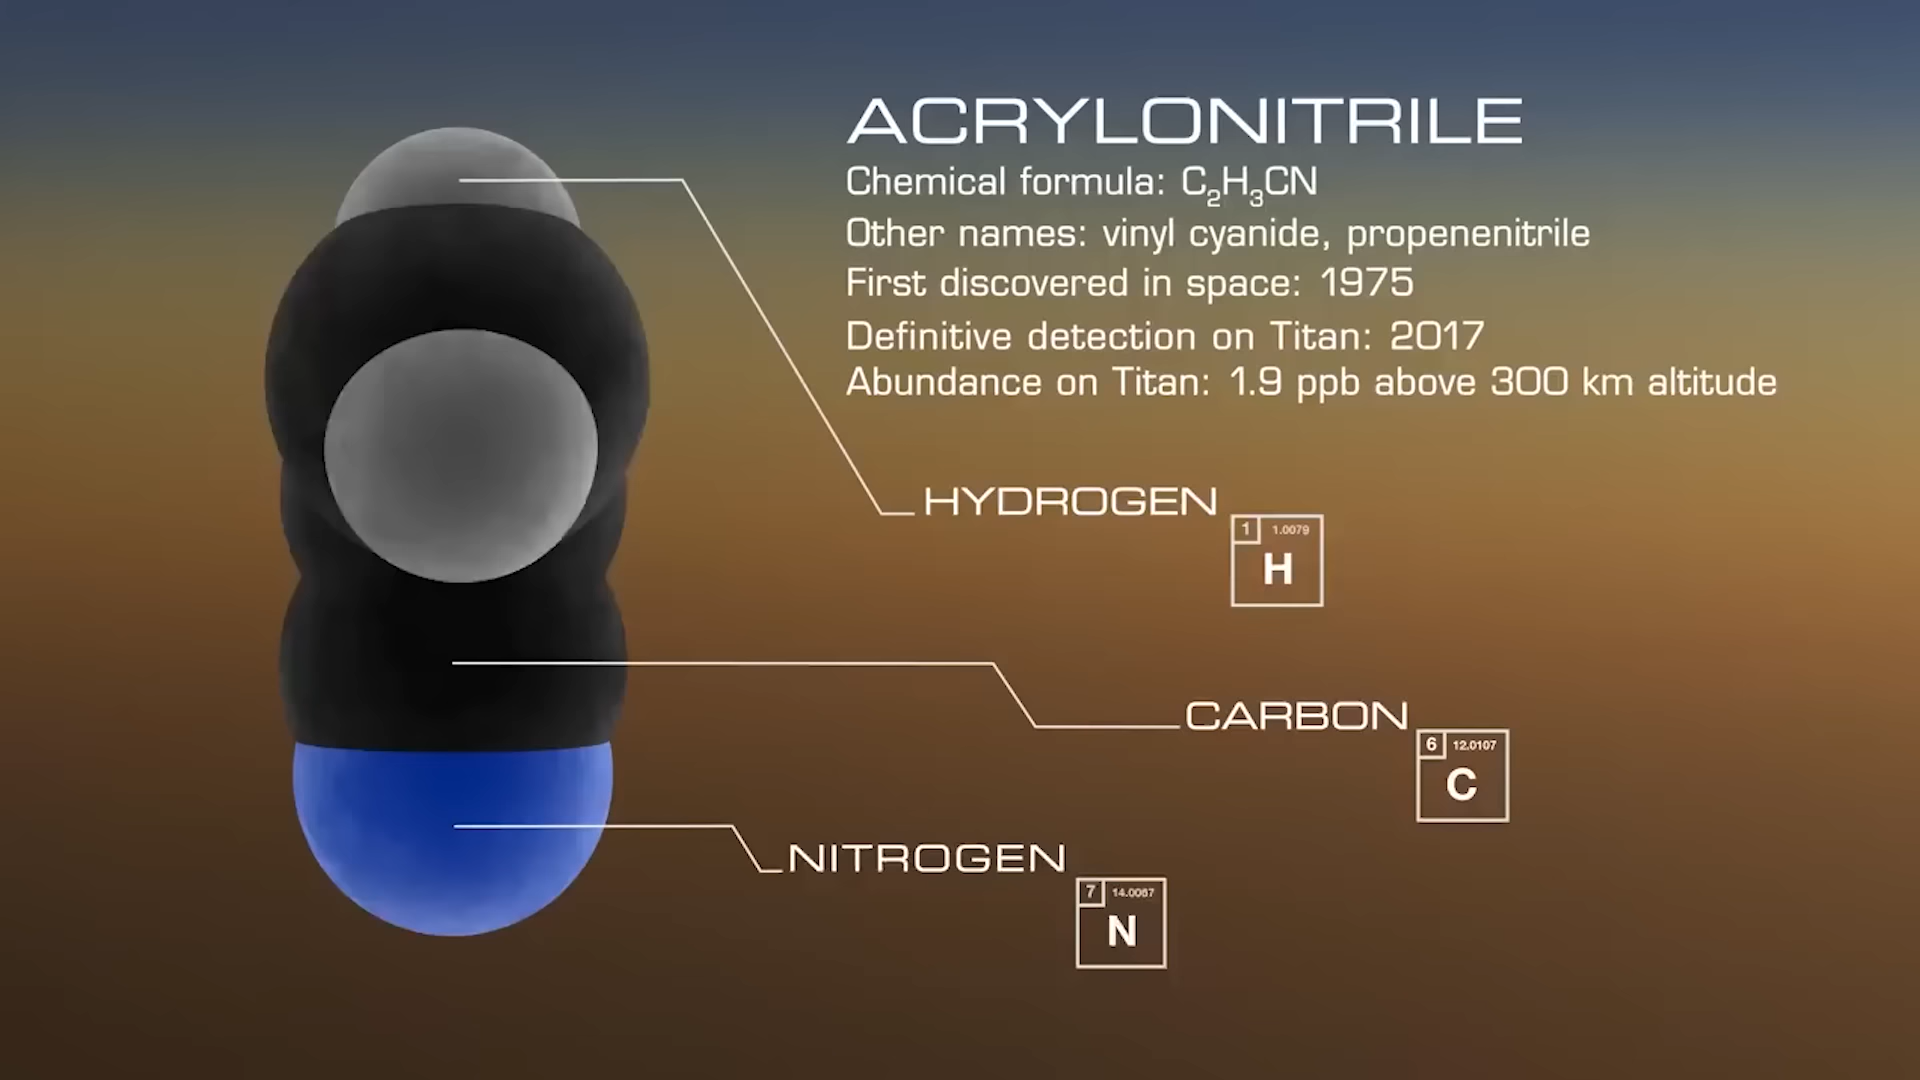 ACRYLONITRILE
Chemical formula: C₂H₃CN
Other names: vinyl cyanide, propenenitrile
First discovered in space: 1975
Definitive detection on Titan: 2017
Abundance on Titan: 1.9 ppb above 300 km altitude
HYDROGEN
1 1.0079
H
CARBON
6 12.0107
C
NITROGEN
7 14.0067
N